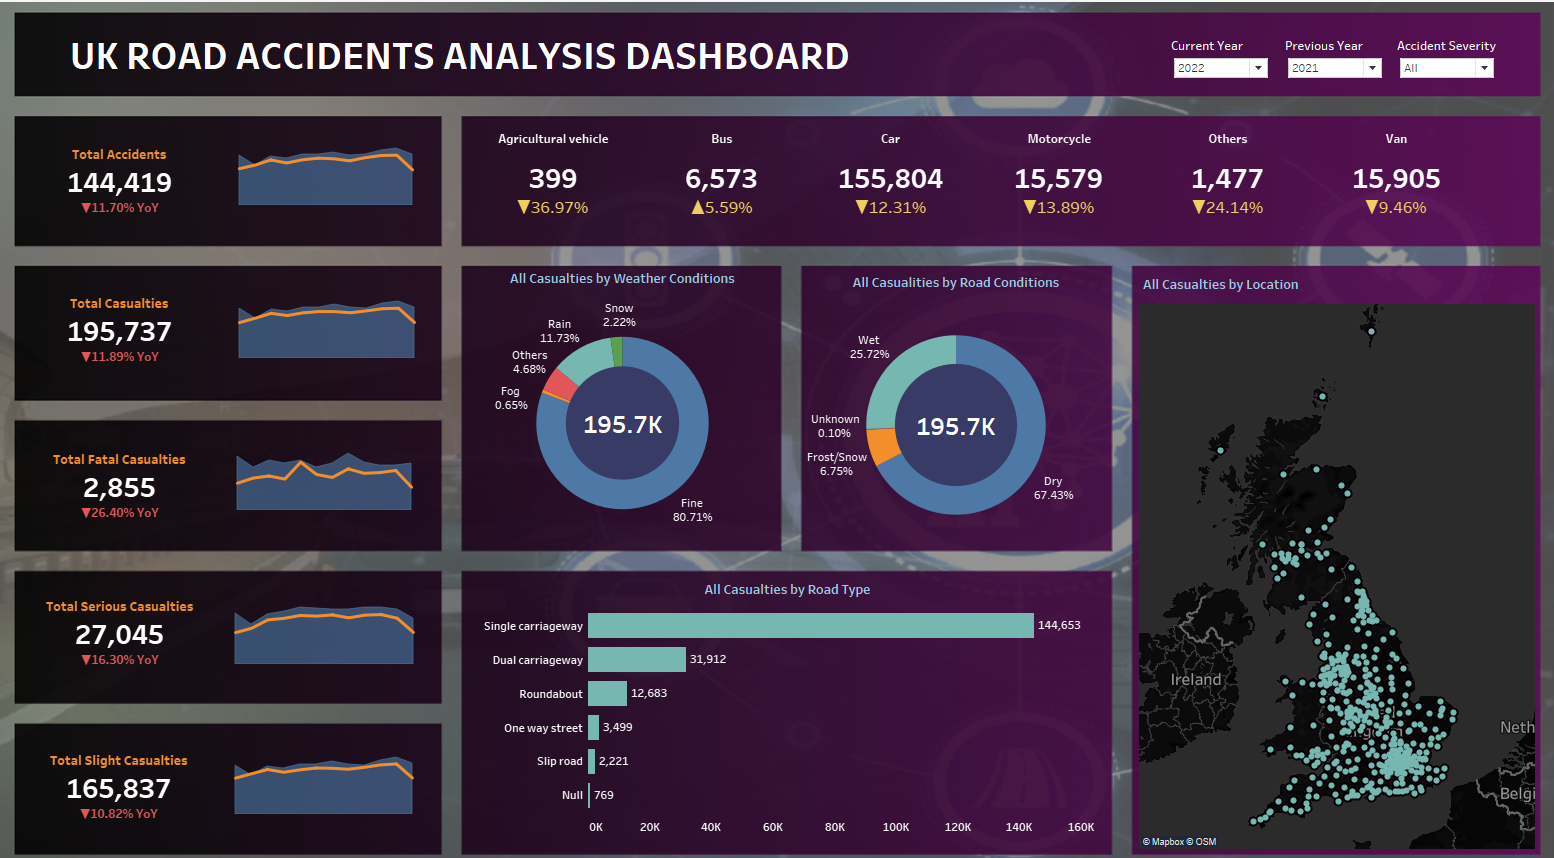 UK ROAD ACCIDENTS ANALYSIS DASHBOARD
Current Year
Previous Year
Accident Severity
2022
2021
All
Total Accidents
144,419
▼11.70% YoY
Agricultural vehicle
399
▼36.97%
Bus
6,573
▲5.59%
Car
155,804
▼12.31%
Motorcycle
15,579
▼13.89%
Others
1,477
▼24.14%
Van
15,905
▼9.46%
Total Casualties
195,737
▼11.89% YoY
Total Fatal Casualties
2,855
▼26.40% YoY
Total Serious Casualties
27,045
▼16.30% YoY
Total Slight Casualties
165,837
▼10.82% YoY
All Casualties by Weather Conditions
Snow
2.22%
Rain
11.73%
Others
4.68%
Fog
0.65%
195.7K
Fine
80.71%
All Casualities by Road Conditions
Wet
25.72%
Unknown
0.10%
Frost/Snow
6.75%
195.7K
Dry
67.43%
All Casualties by Road Type
Single carriageway 144,653
Dual carriageway 31,912
Roundabout 12,683
One way street 3,499
Slip road 2,221
Null 769
0K 20K 40K 60K 80K 100K 120K 140K 160K
All Casualties by Location
Ireland
Neth
Belgi
© Mapbox © OSM